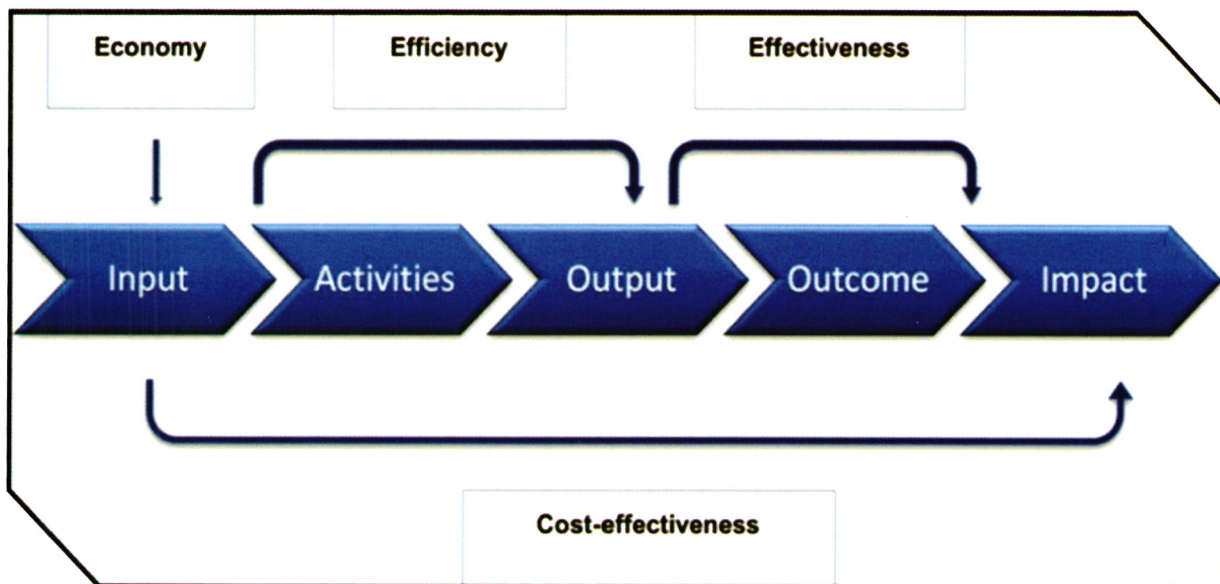 Economy
Efficiency
Effectiveness
Input
Activities
Output
Outcome
Impact
Cost-effectiveness